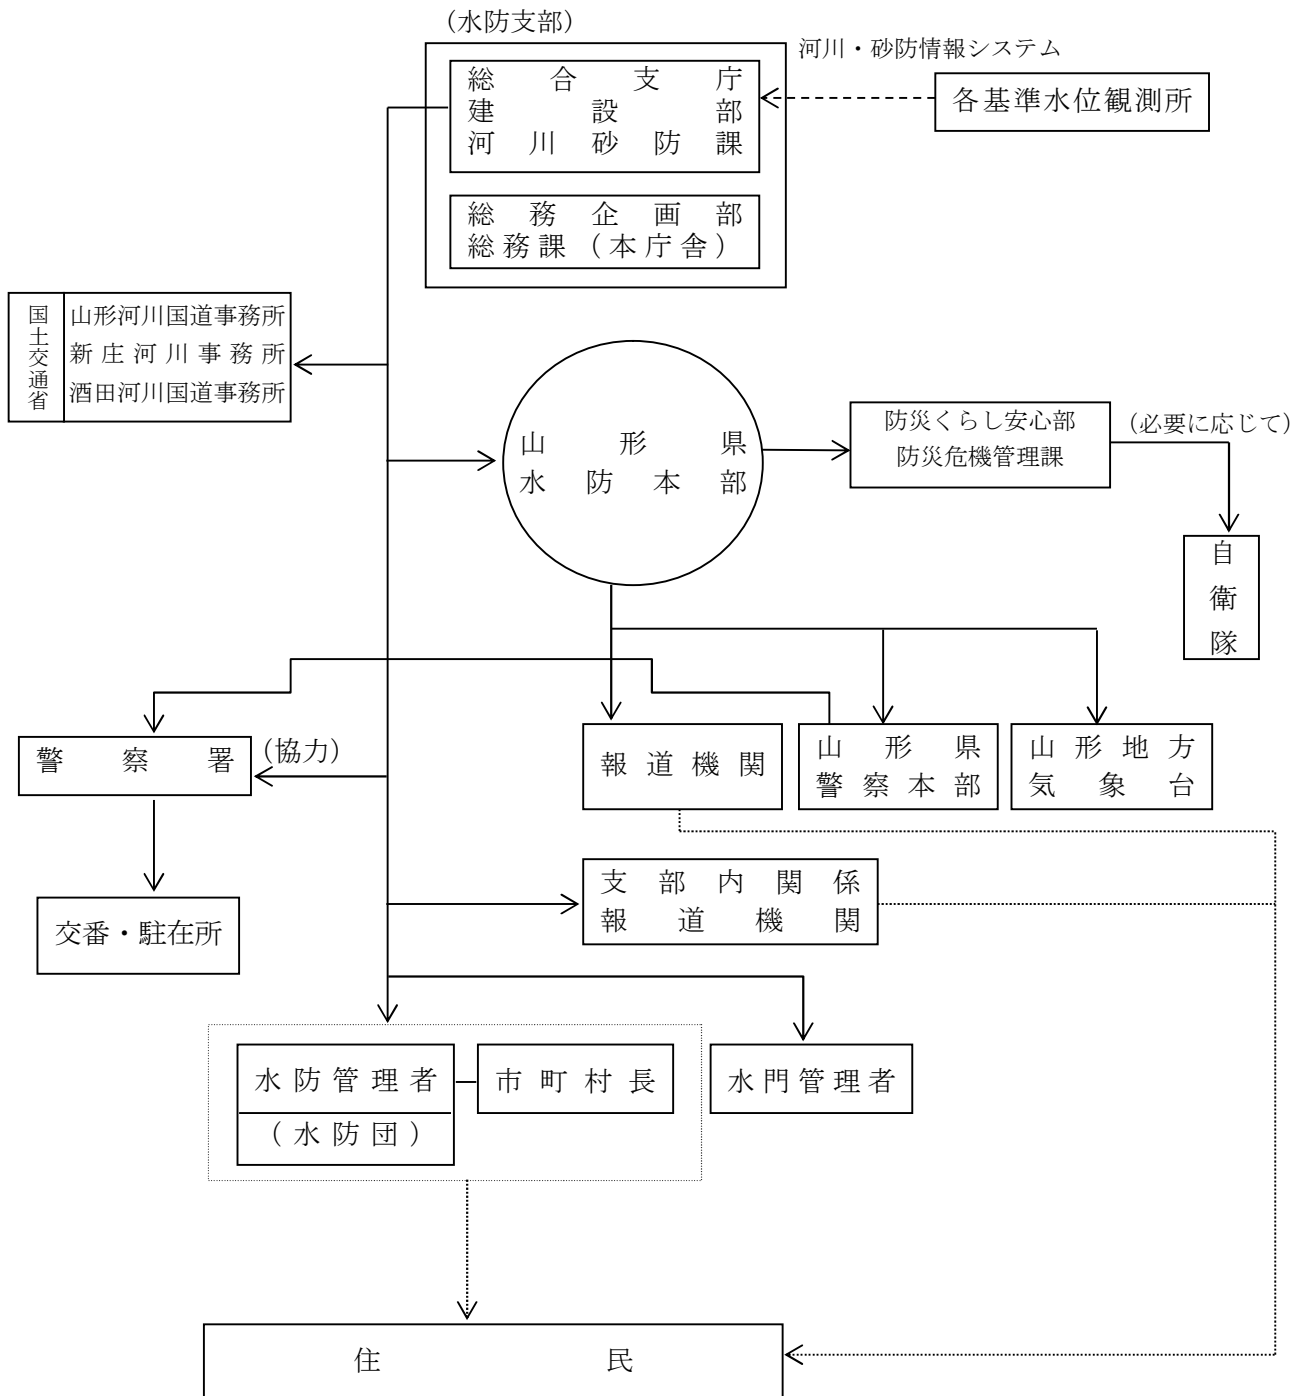 （水防支部）
河川・砂防情報システム
総合支庁
建設部
河川砂防課
各基準水位観測所
総務企画部
総務課（本庁舎）
国土交通省
山形河川国道事務所
新庄河川事務所
酒田河川国道事務所
山形県
水防本部
防災くらし安心部
防災危機管理課
（必要に応じて）
自衛隊
警察署
（協力）
報道機関
山形県
警察本部
山形地方
気象台
支部内関係
報道機関
交番・駐在所
水防管理者
（水防団）
市町村長
水門管理者
住民